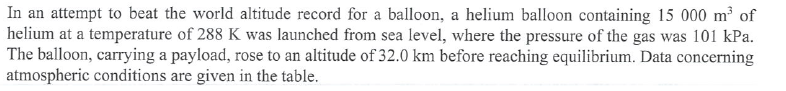 In an attempt to beat the world altitude record for a balloon, a helium balloon containing 15 000 m³ of
helium at a temperature of 288 K was launched from sea level, where the pressure of the gas was 101 kPa.
The balloon, carrying a payload, rose to an altitude of 32.0 km before reaching equilibrium. Data concerning
atmospheric conditions are given in the table.